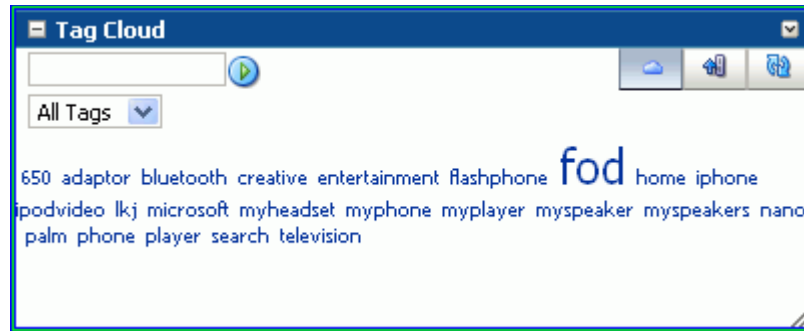 Tag Cloud
All Tags
650 adaptor bluetooth creative entertainment flashphone fod home iphone
ipodvideo lkj microsoft myheadset myphone myplayer myspeaker myspeakers nano
palm phone player search television